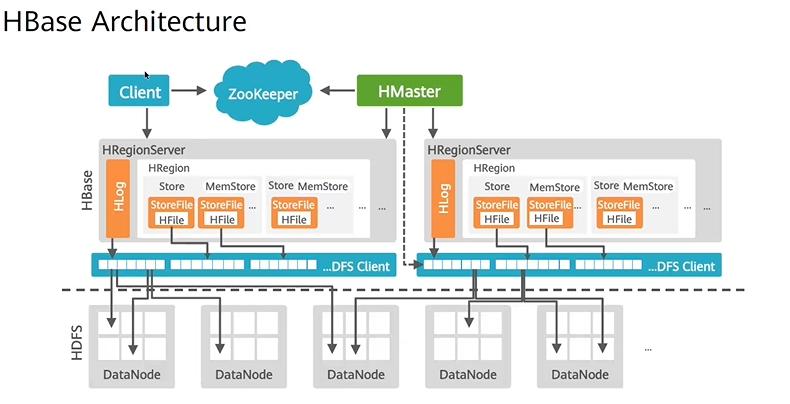 HBase Architecture
Client
ZooKeeper
HMaster
HBase
HRegionServer
HLog
HRegion
Store MemStore
StoreFile StoreFile ...
HFile HFile
Store MemStore
StoreFile ... ... ...
HFile
...DFS Client
HRegionServer
HLog
HRegion
Store MemStore
StoreFile StoreFile ...
HFile HFile
Store MemStore
StoreFile ... ... ...
HFile
...DFS Client
HDFS
DataNode
DataNode
DataNode
DataNode
DataNode
...